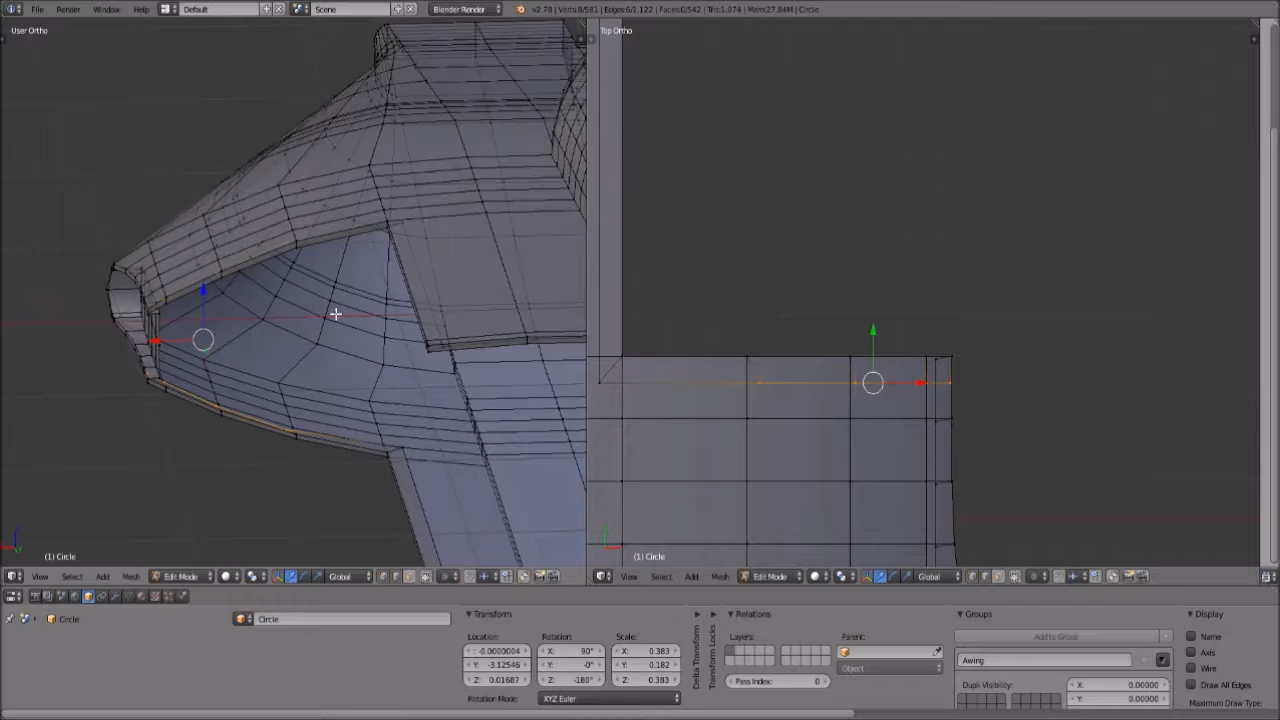 File Render Window Help Default Scene Blender Render v2.78 | Verts:8/581 | Edges:6/1,122 | Faces:0/542 | Tris:1,074 | Mem:27.84M | Circle
User Ortho Top Ortho
(1) Circle (1) Circle
View Select Add Mesh Edit Mode Global View Select Add Mesh Edit Mode Global
Circle Circle
Transform
Location: Rotation: Scale:
: -0.0000004 X: 90° X: 0.383
Y: -3.12546 Y: -0° Y: 0.182
Z: 0.01687 Z: -180° Z: 0.383
Rotation Mode: XYZ Euler
Delta Transform
Transform Locks
Relations
Layers: Parent:
Object
Pass Index: 0
Groups
Add to Group
Awing
Dupli Visibility: X: 0.00000
Y: 0.00000
Display
Name
Axis
Wire
Draw All Edges
Maximum Draw Type: